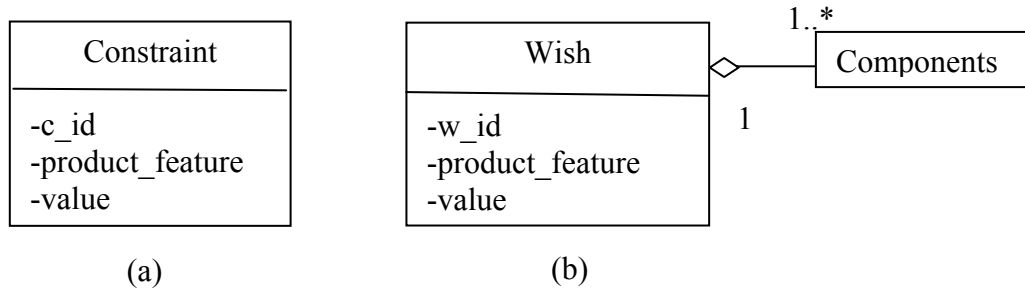 Constraint
-c_id
-product_feature
-value
(a)
Wish
-w_id
-product_feature
-value
(b)
1..*
Components
1